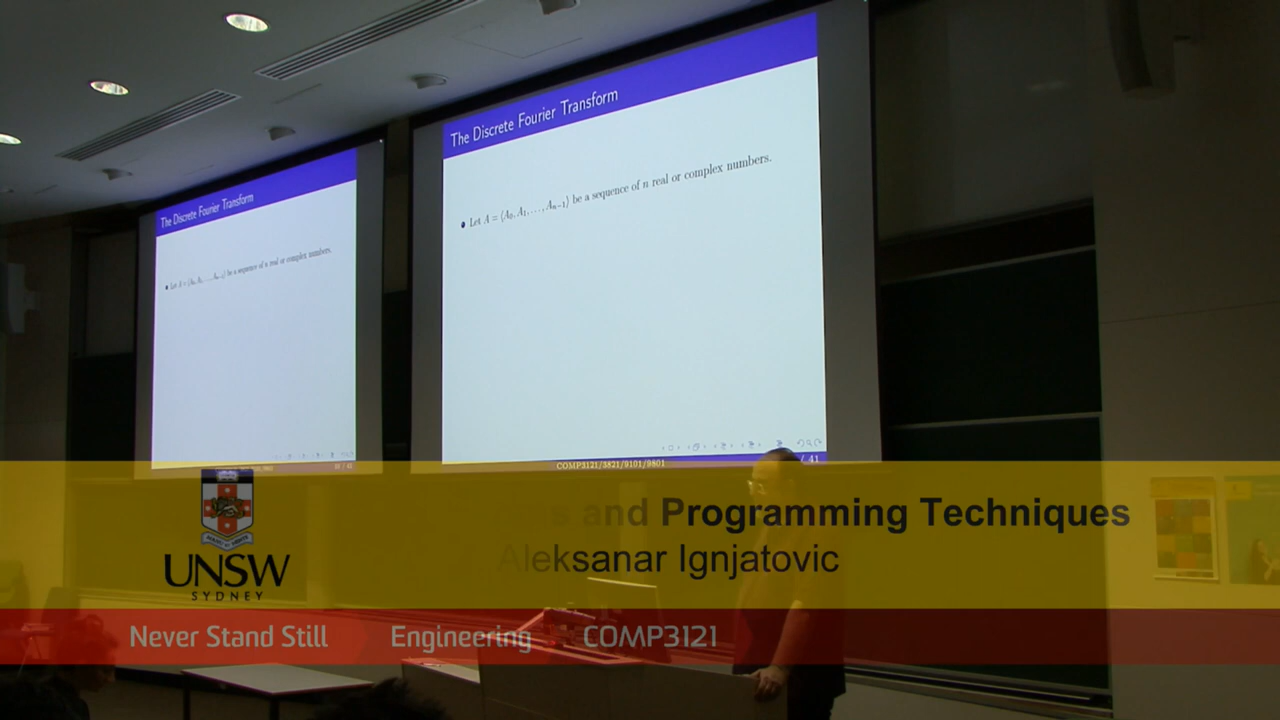 The Discrete Fourier Transform
Let A = ⟨A₀, A₁, . . . , Aₙ₋₁⟩ be a sequence of n real or complex numbers.
The Discrete Fourier Transform
Let A = ⟨A₀, A₁, . . . , Aₙ₋₁⟩ be a sequence of n real or complex numbers.
COMP3121/3821/9101/9801
/ 41
and Programming Techniques
Aleksanar Ignjatovic
UNSW
SYDNEY
Never Stand Still
Engineering
COMP3121